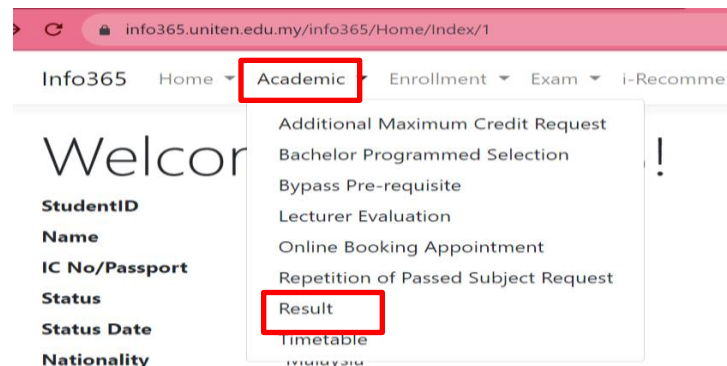 info365.uniten.edu.my/info365/Home/Index/1
Info365 Home Academic Enrollment Exam i-Recomme
Additional Maximum Credit Request
Bachelor Programmed Selection
Bypass Pre-requisite
Lecturer Evaluation
Online Booking Appointment
Repetition of Passed Subject Request
Result
Timetable
Welcom !
StudentID
Name
IC No/Passport
Status
Status Date
Nationality Malaysia